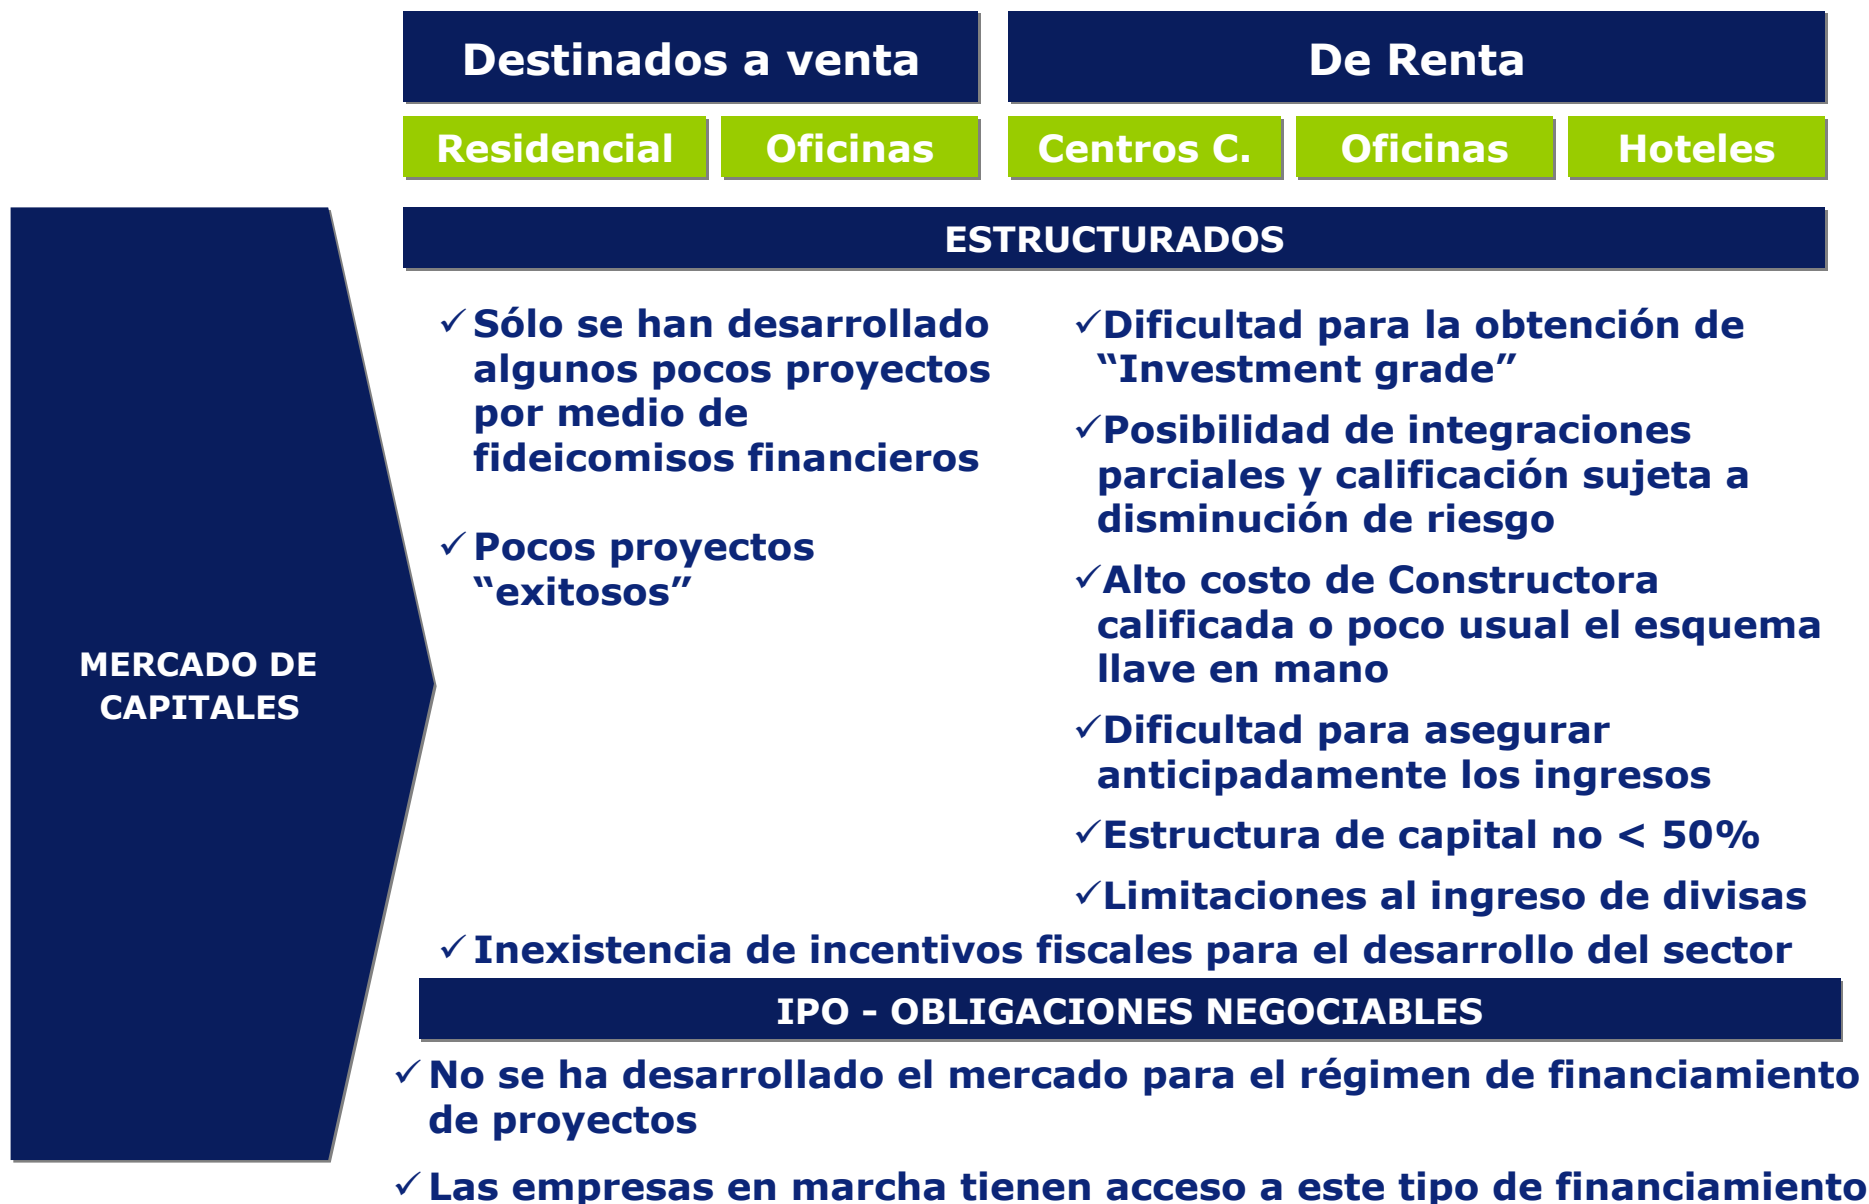 Destinados a venta
De Renta
Residencial
Oficinas
Centros C.
Oficinas
Hoteles
MERCADO DE
CAPITALES
ESTRUCTURADOS
✓ Sólo se han desarrollado
algunos pocos proyectos
por medio de
fideicomisos financieros
✓ Pocos proyectos
“exitosos”
✓ Dificultad para la obtención de
“Investment grade”
✓ Posibilidad de integraciones
parciales y calificación sujeta a
disminución de riesgo
✓ Alto costo de Constructora
calificada o poco usual el esquema
llave en mano
✓ Dificultad para asegurar
anticipadamente los ingresos
✓ Estructura de capital no < 50%
✓ Limitaciones al ingreso de divisas
✓ Inexistencia de incentivos fiscales para el desarrollo del sector
IPO - OBLIGACIONES NEGOCIABLES
✓ No se ha desarrollado el mercado para el régimen de financiamiento
de proyectos
✓ Las empresas en marcha tienen acceso a este tipo de financiamiento